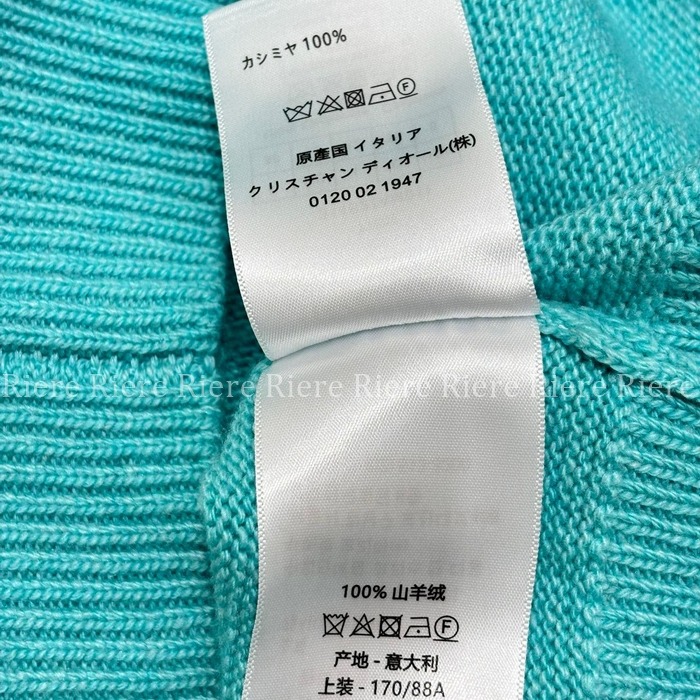 カシミヤ 100%
F
原産国 イタリア
クリスチャン ディオール(株)
0120 02 1947
Riere Riere Riere Riere Riere Riere Riere Riere
100% 山羊绒
F
产地 - 意大利
上装 - 170/88A